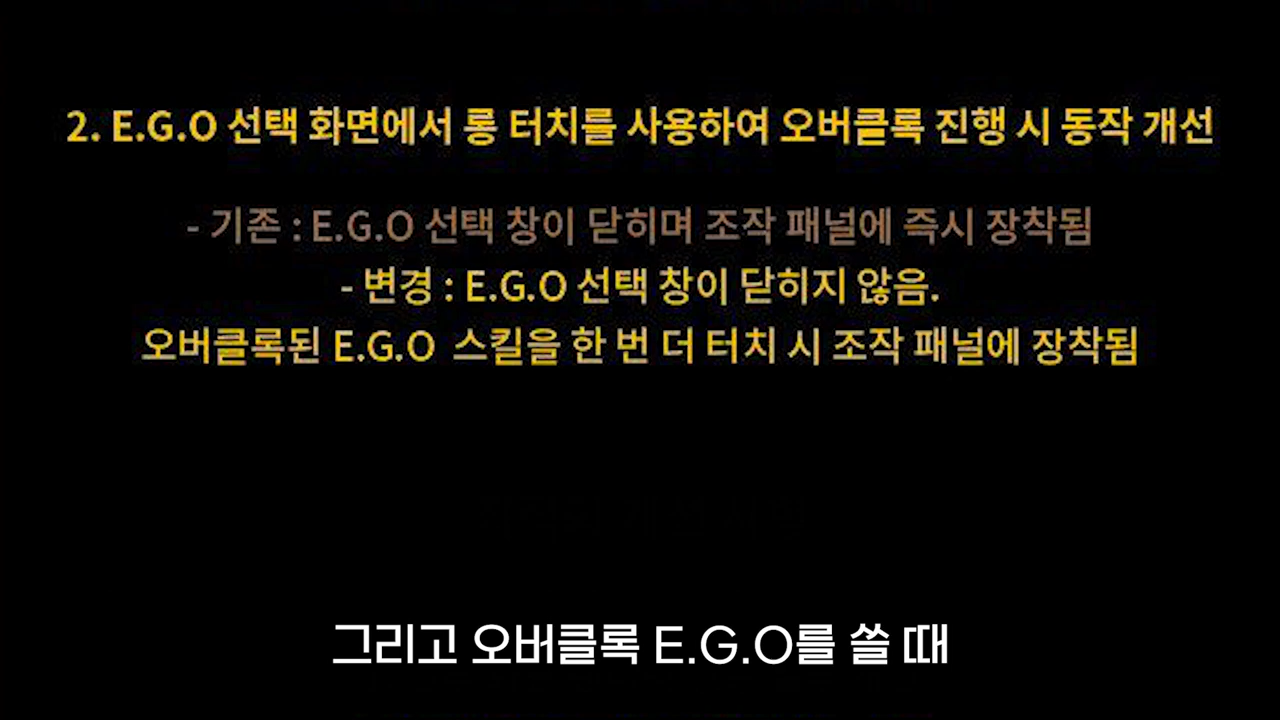 2. E.G.O 선택 화면에서 롱 터치를 사용하여 오버클록 진행 시 동작 개선
- 기존 : E.G.O 선택 창이 닫히며 조작 패널에 즉시 장착됨
- 변경 : E.G.O 선택 창이 닫히지 않음.
오버클록된 E.G.O 스킬을 한 번 더 터치 시 조작 패널에 장착됨
그리고 오버클록 E.G.O를 쓸 때